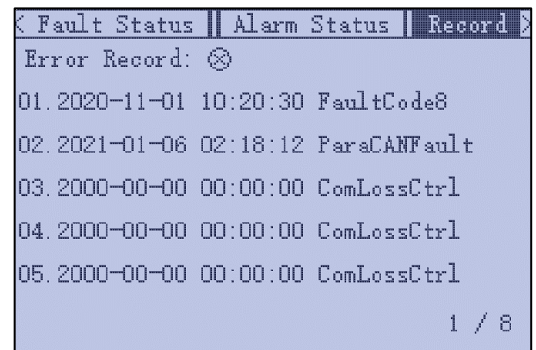 < Fault Status || Alarm Status || Record >
Error Record: ⊗
01.2020-11-01 10:20:30 FaultCode8
02.2021-01-06 02:18:12 ParaCANFault
03.2000-00-00 00:00:00 ComLossCtrl
04.2000-00-00 00:00:00 ComLossCtrl
05.2000-00-00 00:00:00 ComLossCtrl
1 / 8